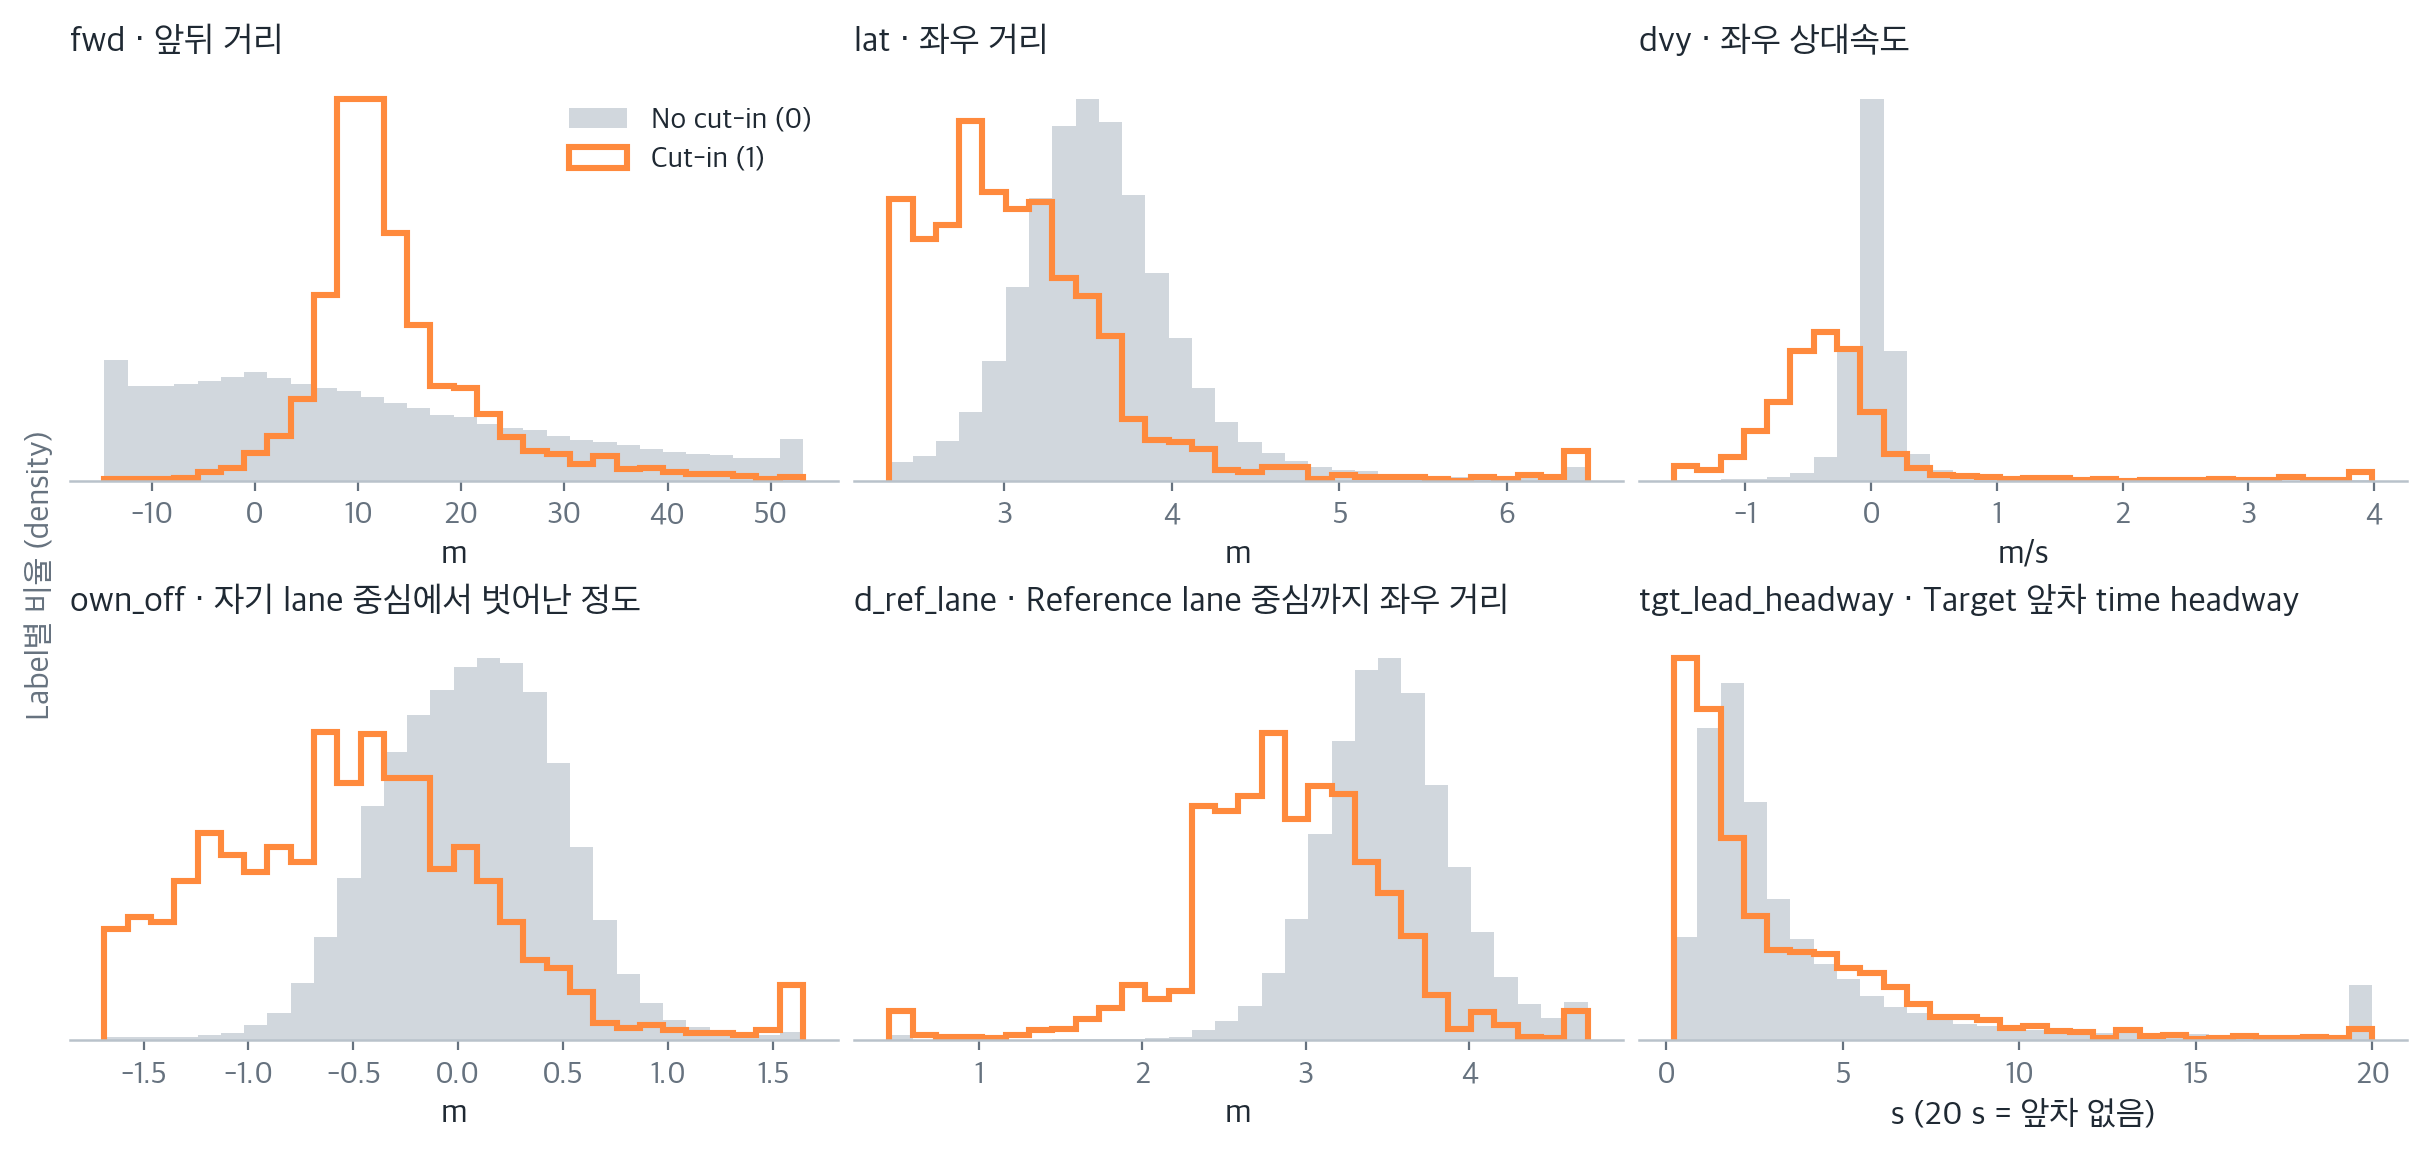 fwd · 앞뒤 거리
No cut-in (0)
Cut-in (1)
-10 0 10 20 30 40 50
m
lat · 좌우 거리
3 4 5 6
m
dvy · 좌우 상대속도
-1 0 1 2 3 4
m/s
Label별 비율 (density)
own_off · 자기 lane 중심에서 벗어난 정도
-1.5 -1.0 -0.5 0.0 0.5 1.0 1.5
m
d_ref_lane · Reference lane 중심까지 좌우 거리
1 2 3 4
m
tgt_lead_headway · Target 앞차 time headway
0 5 10 15 20
s (20 s = 앞차 없음)